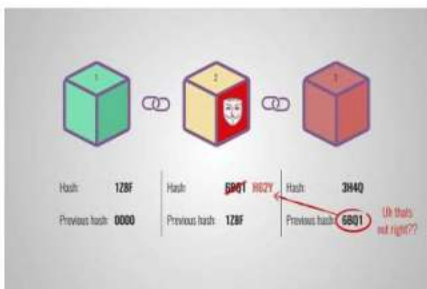 1 2 3
Hash: 1Z8F Hash: 6BQ1 H62Y Hash: 3H4Q
Previous hash: 0000 Previous hash: 1Z8F Previous hash: 6BQ1
Uh thats
not right??